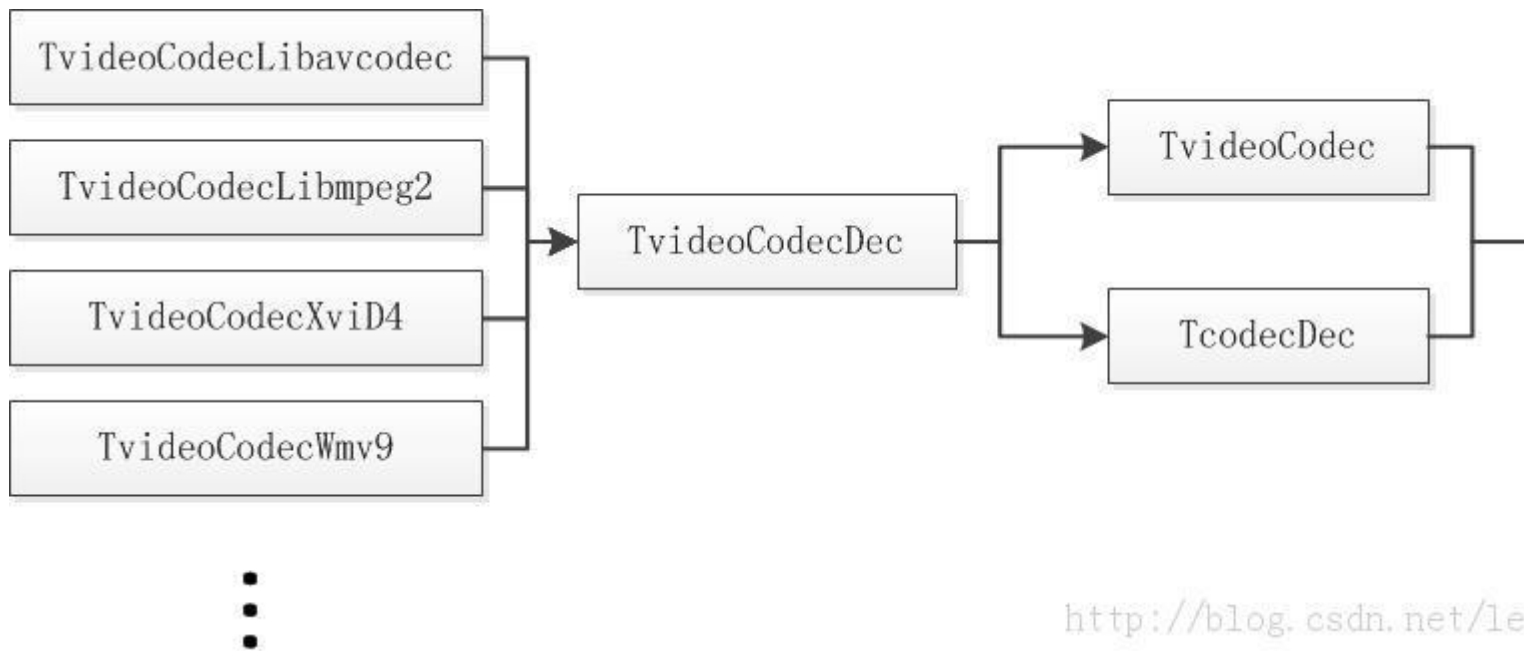 TvideoCodecLibavcodec
TvideoCodecLibmpeg2
TvideoCodecXviD4
TvideoCodecWmv9
TvideoCodecDec
TvideoCodec
TcodecDec
http://blog.csdn.net/le